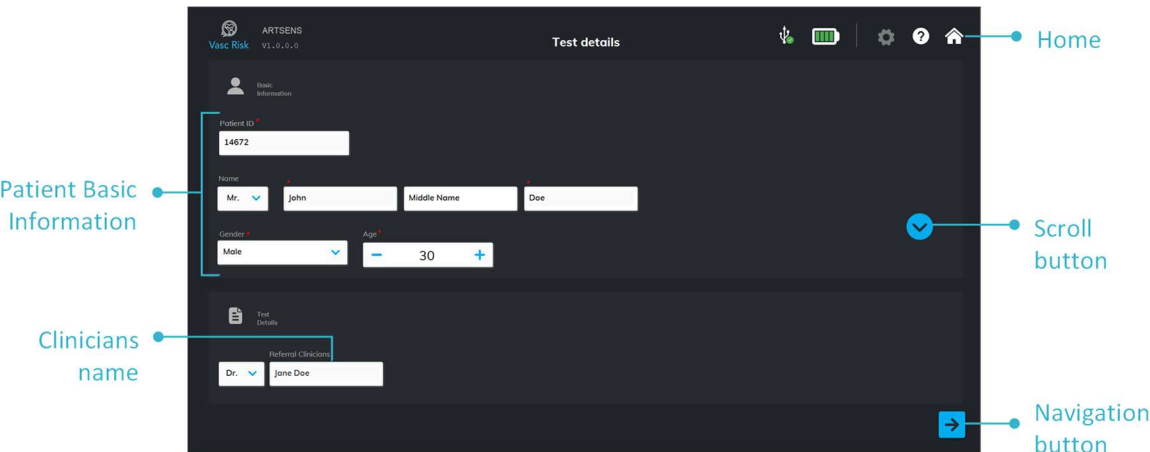 ARTSENS
Vasc Risk V1.0.0.0
Test details
Home
Basic
Information
Patient ID *
14672
Patient Basic
Information
Name
* *
Mr. John Middle Name Doe
Gender * Age *
Male − 30 +
Scroll
button
Test
Details
Clinicians
name
Referral Clinicians
Dr. Jane Doe
Navigation
button